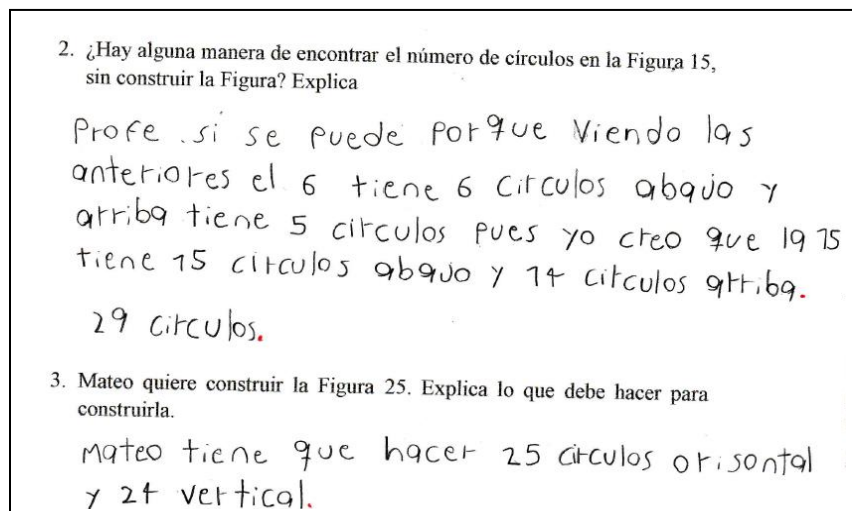 2. ¿Hay alguna manera de encontrar el número de círculos en la Figura 15,
sin construir la Figura? Explica
Profe .si se puede porque viendo las
anteriores el 6 tiene 6 circulos abajo y
arriba tiene 5 circulos pues yo creo que la 15
tiene 15 circulos abajo y 14 circulos arriba.
29 circulos.
3. Mateo quiere construir la Figura 25. Explica lo que debe hacer para
construirla.
Mateo tiene que hacer 25 circulos orisontal
y 24 vertical.